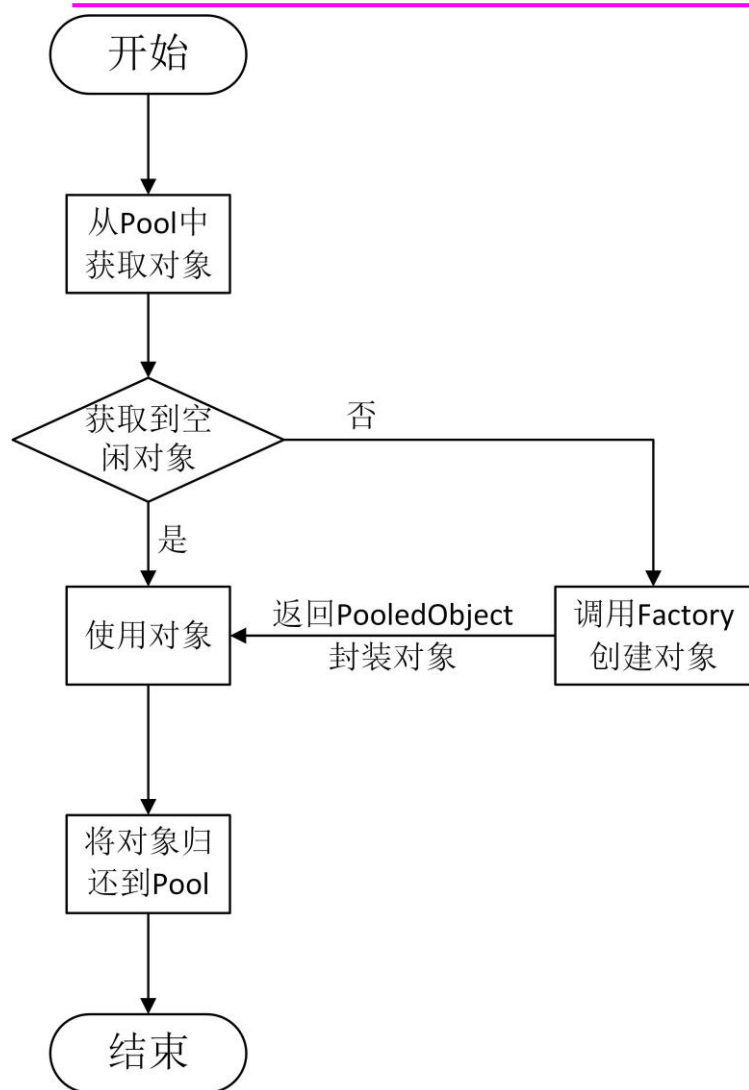 开始
从Pool中
获取对象
获取到空
闲对象
否
是
使用对象
返回PooledObject
封装对象
调用Factory
创建对象
将对象归
还到Pool
结束